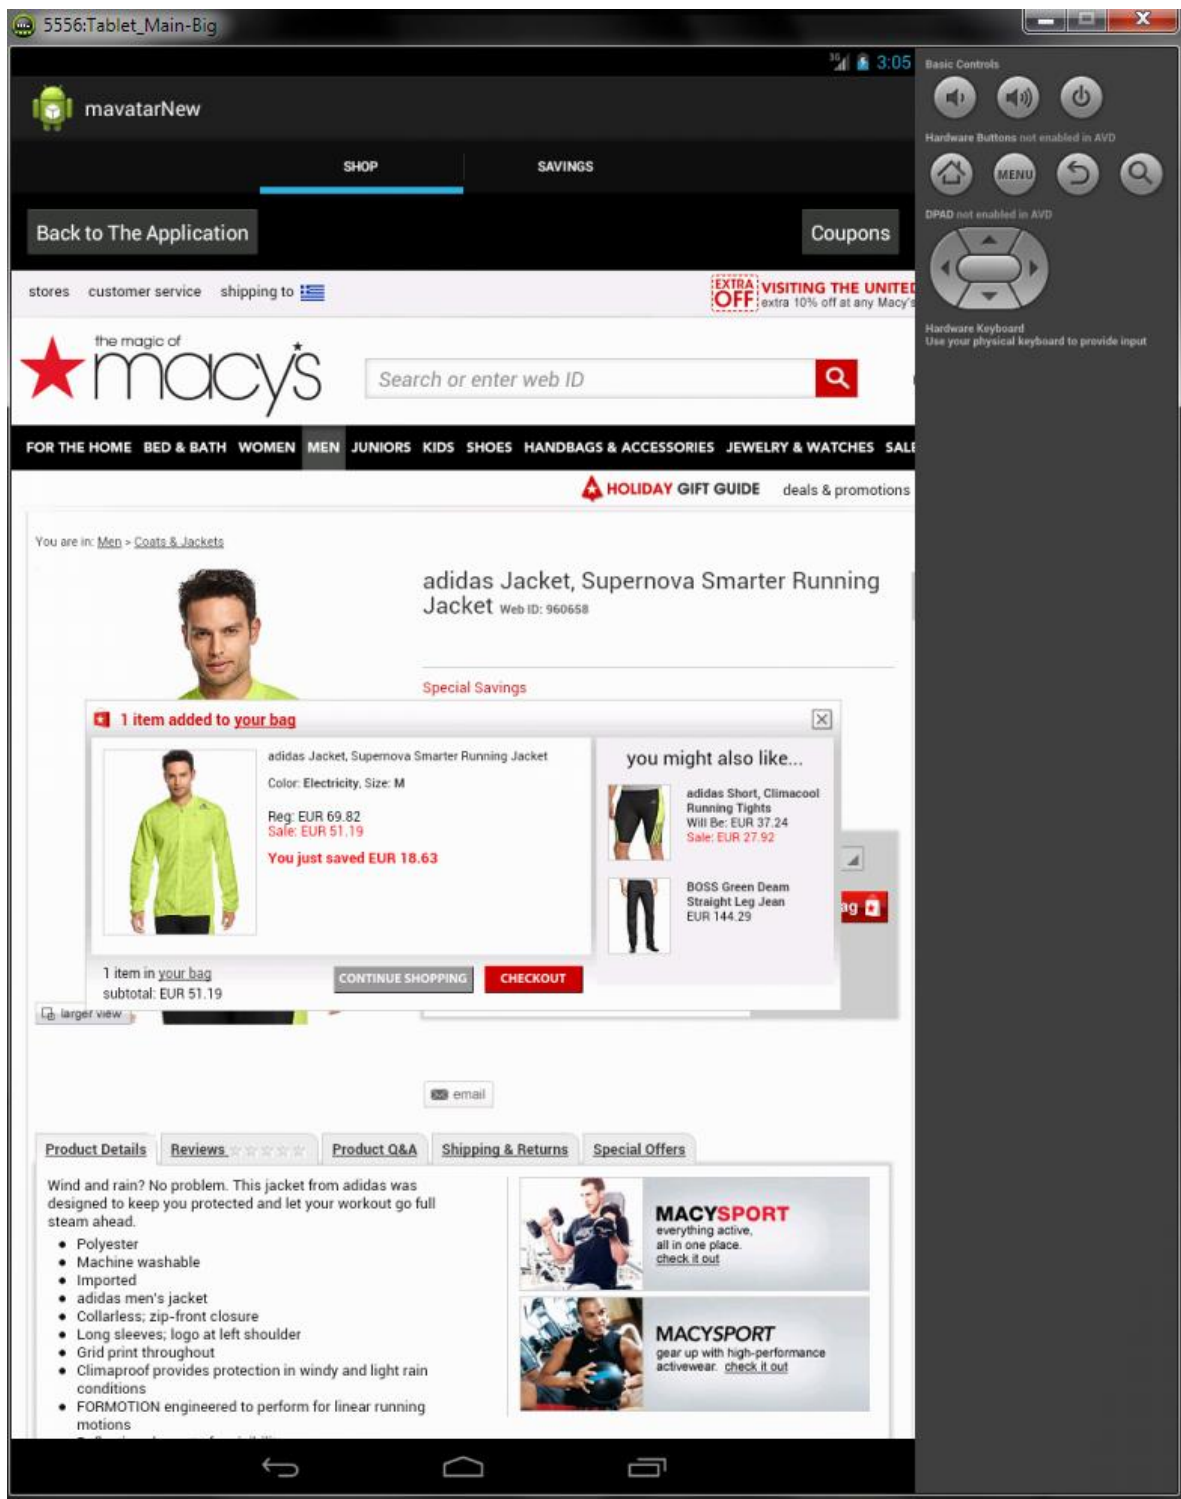 5556:Tablet_Main-Big
3G 3:05
mavatarNew
SHOP SAVINGS
Back to The Application Coupons
Basic Controls
Hardware Buttons not enabled in AVD
MENU
DPAD not enabled in AVD
Hardware Keyboard
Use your physical keyboard to provide input
stores customer service shipping to
EXTRA OFF VISITING THE UNITED
extra 10% off at any Macy's
the magic of
macy's
Search or enter web ID
FOR THE HOME BED & BATH WOMEN MEN JUNIORS KIDS SHOES HANDBAGS & ACCESSORIES JEWELRY & WATCHES SALE
HOLIDAY GIFT GUIDE deals & promotions
You are in: Men > Coats & Jackets
adidas Jacket, Supernova Smarter Running
Jacket Web ID: 960658
Special Savings
1 item added to your bag
adidas Jacket, Supernova Smarter Running Jacket
Color: Electricity, Size: M
Reg: EUR 69.82
Sale: EUR 51.19
You just saved EUR 18.63
you might also like...
adidas Short, Climacool
Running Tights
Will Be: EUR 37.24
Sale: EUR 27.92
BOSS Green Deam
Straight Leg Jean
EUR 144.29
ag
1 item in your bag
subtotal: EUR 51.19
CONTINUE SHOPPING CHECKOUT
larger view
email
Product Details Reviews Product Q&A Shipping & Returns Special Offers
Wind and rain? No problem. This jacket from adidas was
designed to keep you protected and let your workout go full
steam ahead.
• Polyester
• Machine washable
• Imported
• adidas men's jacket
• Collarless; zip-front closure
• Long sleeves; logo at left shoulder
• Grid print throughout
• Climaproof provides protection in windy and light rain
conditions
• FORMOTION engineered to perform for linear running
motions
MACYSPORT
everything active,
all in one place.
check it out
MACYSPORT
gear up with high-performance
activewear. check it out